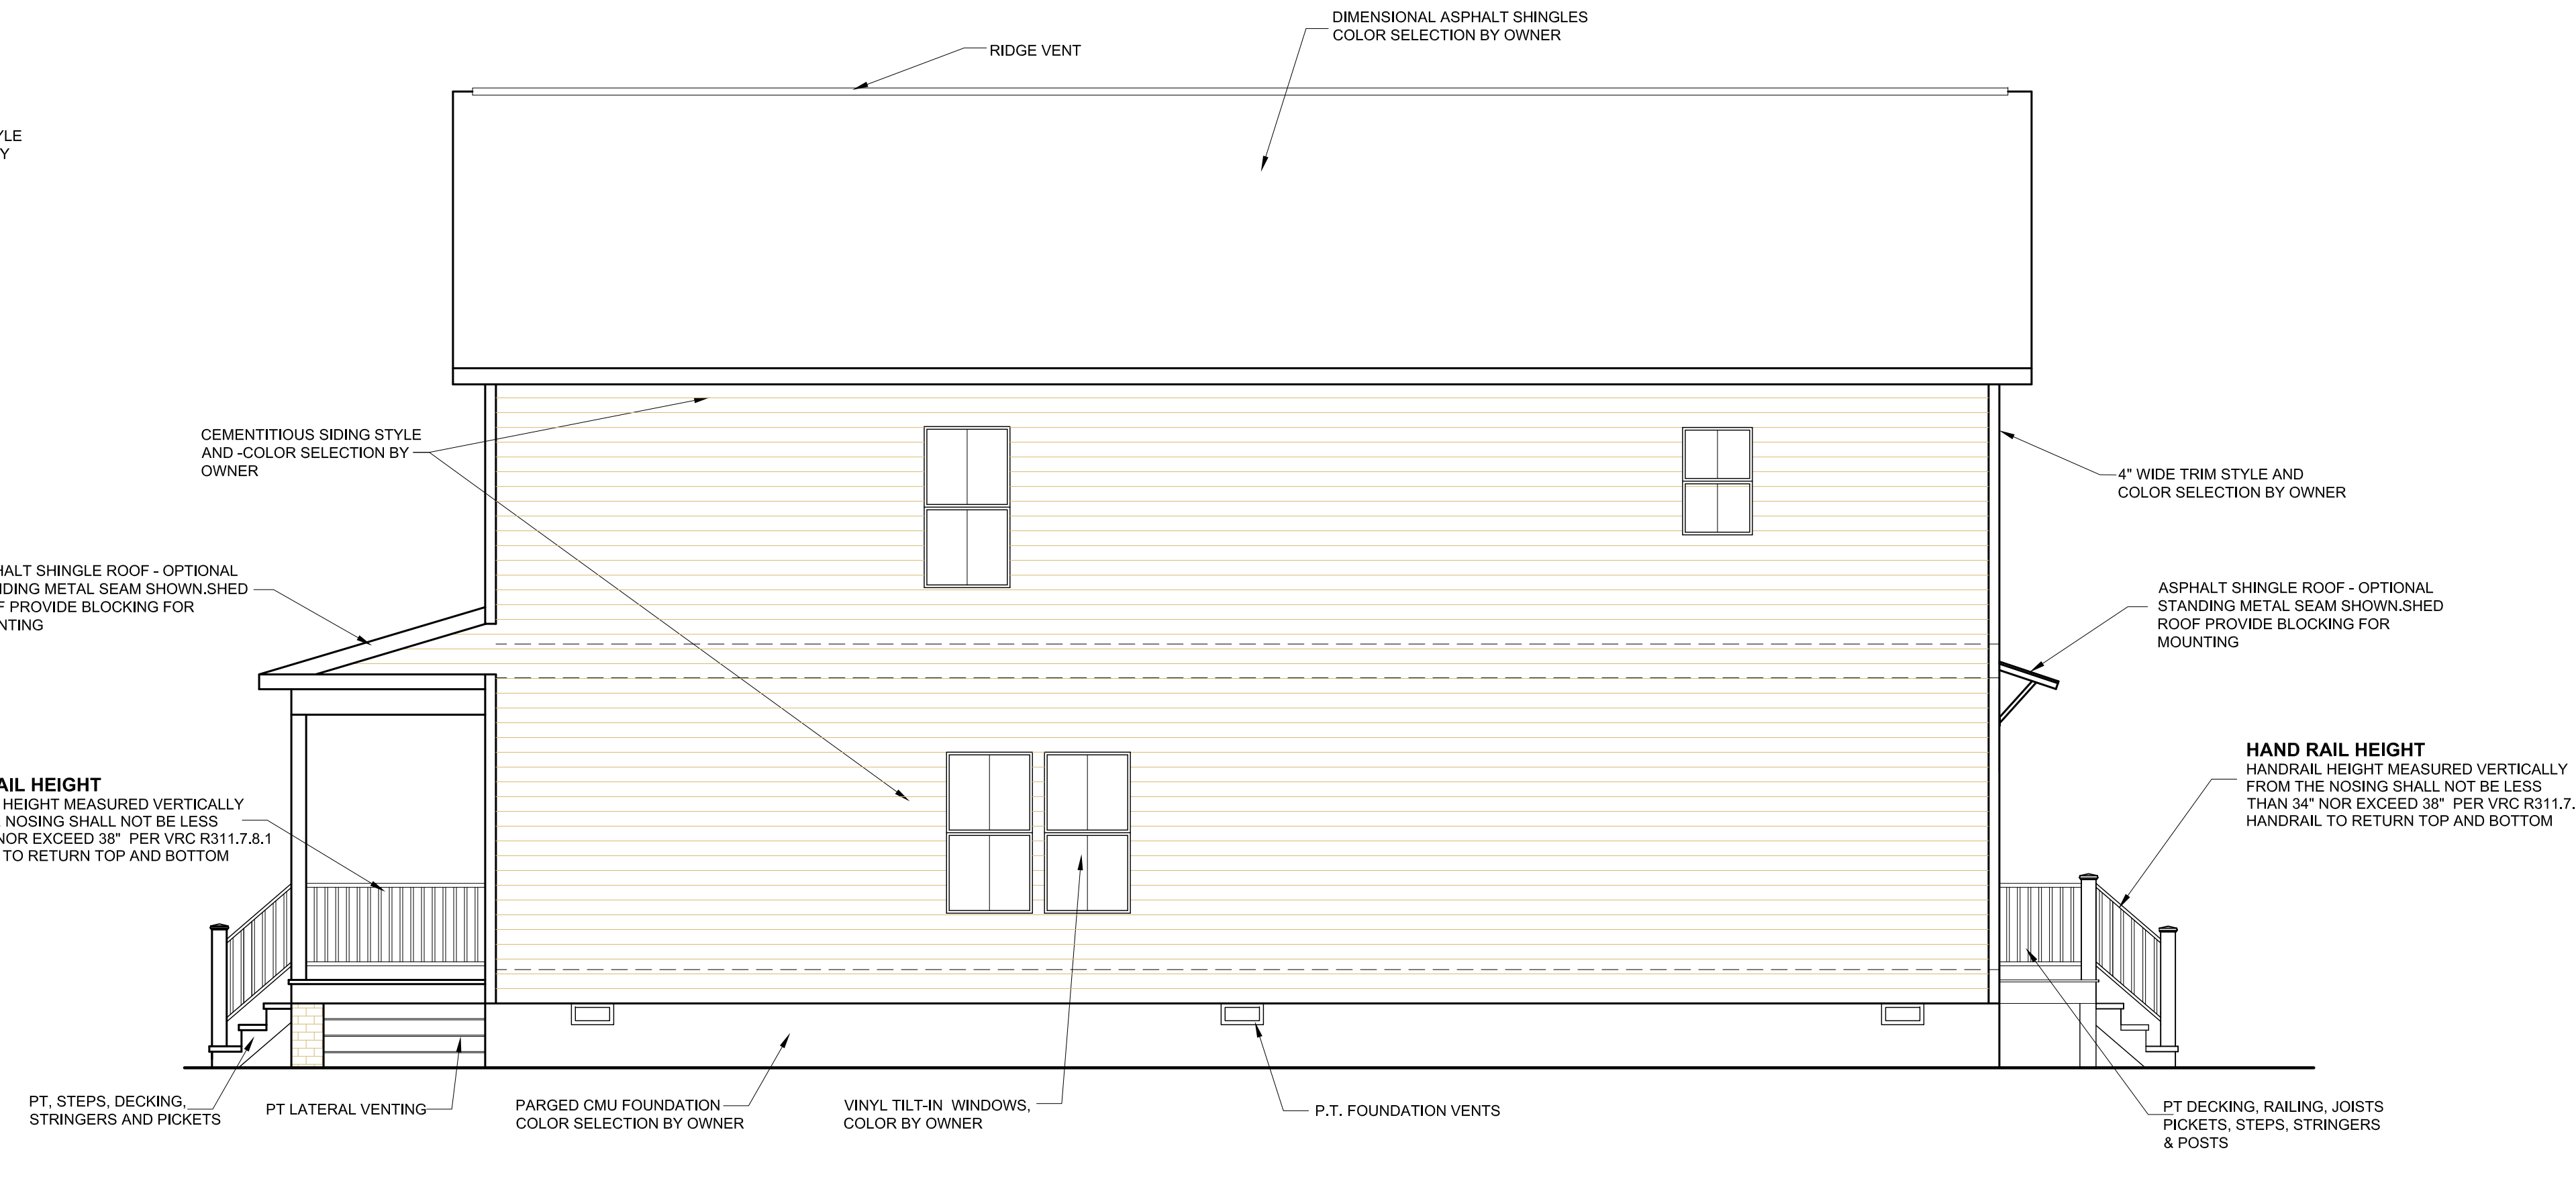 DIMENSIONAL ASPHALT SHINGLES
COLOR SELECTION BY OWNER
RIDGE VENT
YLE
Y
CEMENTITIOUS SIDING STYLE
AND -COLOR SELECTION BY
OWNER
4" WIDE TRIM STYLE AND
COLOR SELECTION BY OWNER
HALT SHINGLE ROOF - OPTIONAL
NDING METAL SEAM SHOWN.SHED
F PROVIDE BLOCKING FOR
NTING
ASPHALT SHINGLE ROOF - OPTIONAL
STANDING METAL SEAM SHOWN.SHED
ROOF PROVIDE BLOCKING FOR
MOUNTING
AIL HEIGHT
HEIGHT MEASURED VERTICALLY
NOSING SHALL NOT BE LESS
NOR EXCEED 38" PER VRC R311.7.8.1
TO RETURN TOP AND BOTTOM
HAND RAIL HEIGHT
HANDRAIL HEIGHT MEASURED VERTICALLY
FROM THE NOSING SHALL NOT BE LESS
THAN 34" NOR EXCEED 38" PER VRC R311.7.
HANDRAIL TO RETURN TOP AND BOTTOM
PT, STEPS, DECKING,
STRINGERS AND PICKETS
PT LATERAL VENTING
PARGED CMU FOUNDATION
COLOR SELECTION BY OWNER
VINYL TILT-IN WINDOWS,
COLOR BY OWNER
P.T. FOUNDATION VENTS
PT DECKING, RAILING, JOISTS
PICKETS, STEPS, STRINGERS
& POSTS